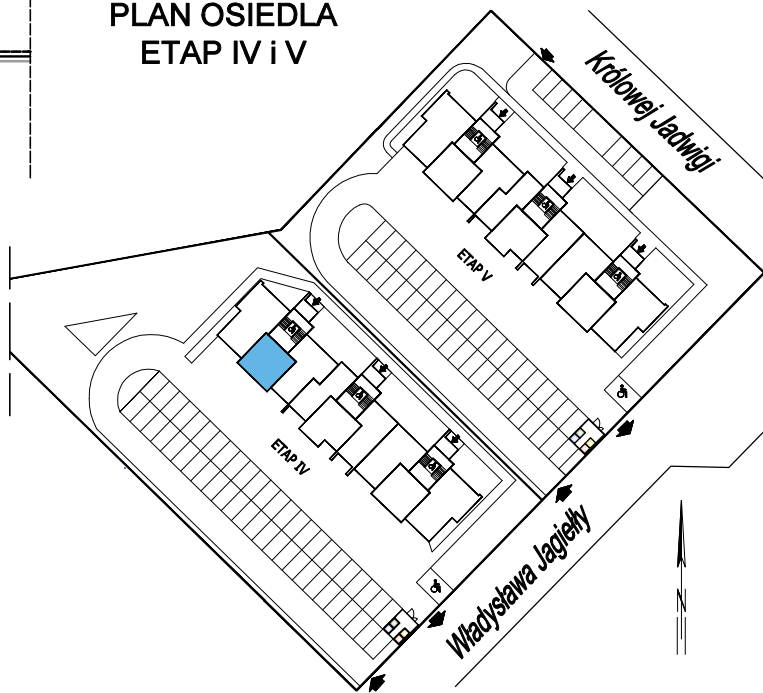 PLAN OSIEDLA
ETAP IV i V
Królowej Jadwigi
ETAP V
ETAP IV
Władysława Jagiełły
N